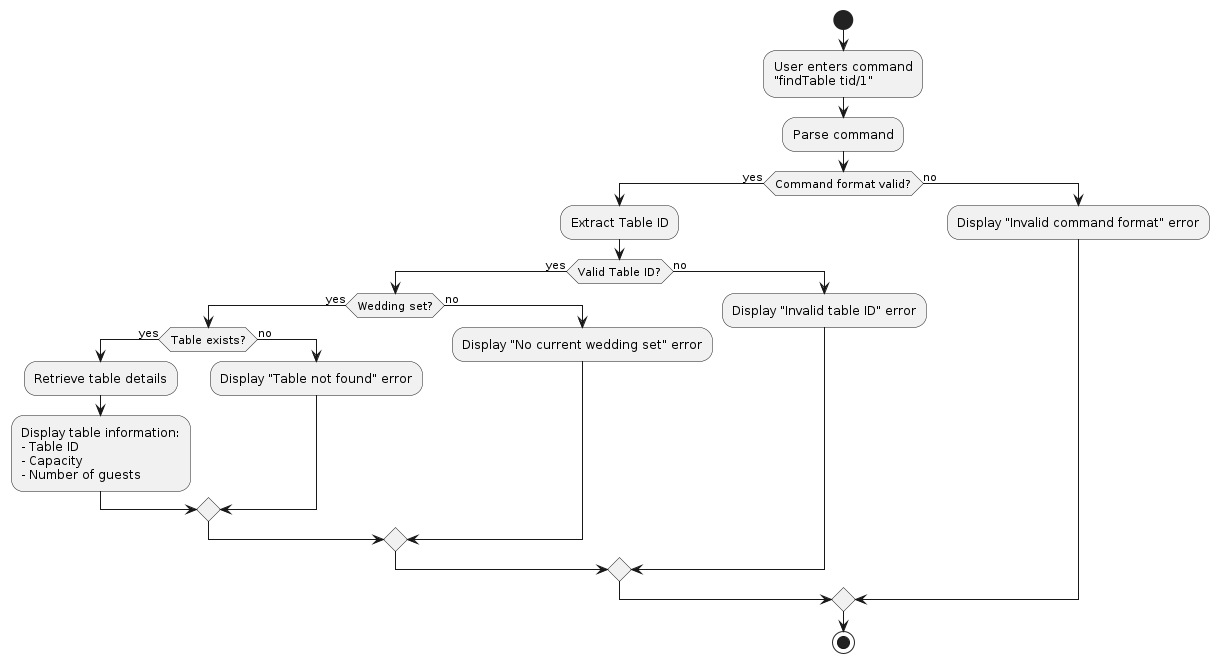 User enters command
"findTable tid/1"
Parse command
yes
Command format valid?
no
Extract Table ID
Display "Invalid command format" error
yes
Valid Table ID?
no
yes
Wedding set?
no
Display "Invalid table ID" error
yes
Table exists?
no
Display "No current wedding set" error
Retrieve table details
Display "Table not found" error
Display table information:
- Table ID
- Capacity
- Number of guests